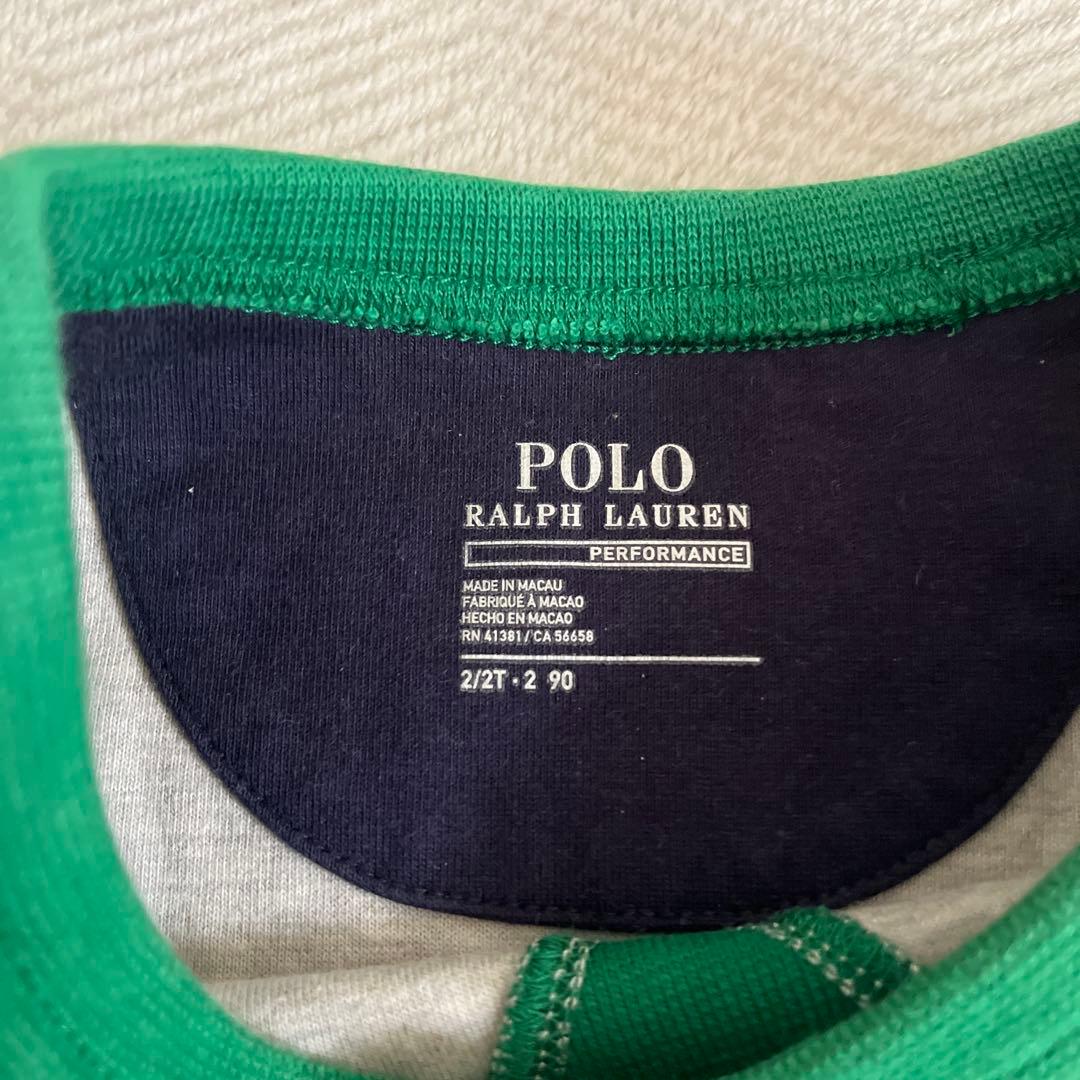 POLO
RALPH LAUREN
PERFORMANCE
MADE IN MACAU
FABRIQUÉ À MACAO
HECHO EN MACAO
RN 41381 / CA 56658
2/2T · 2 90